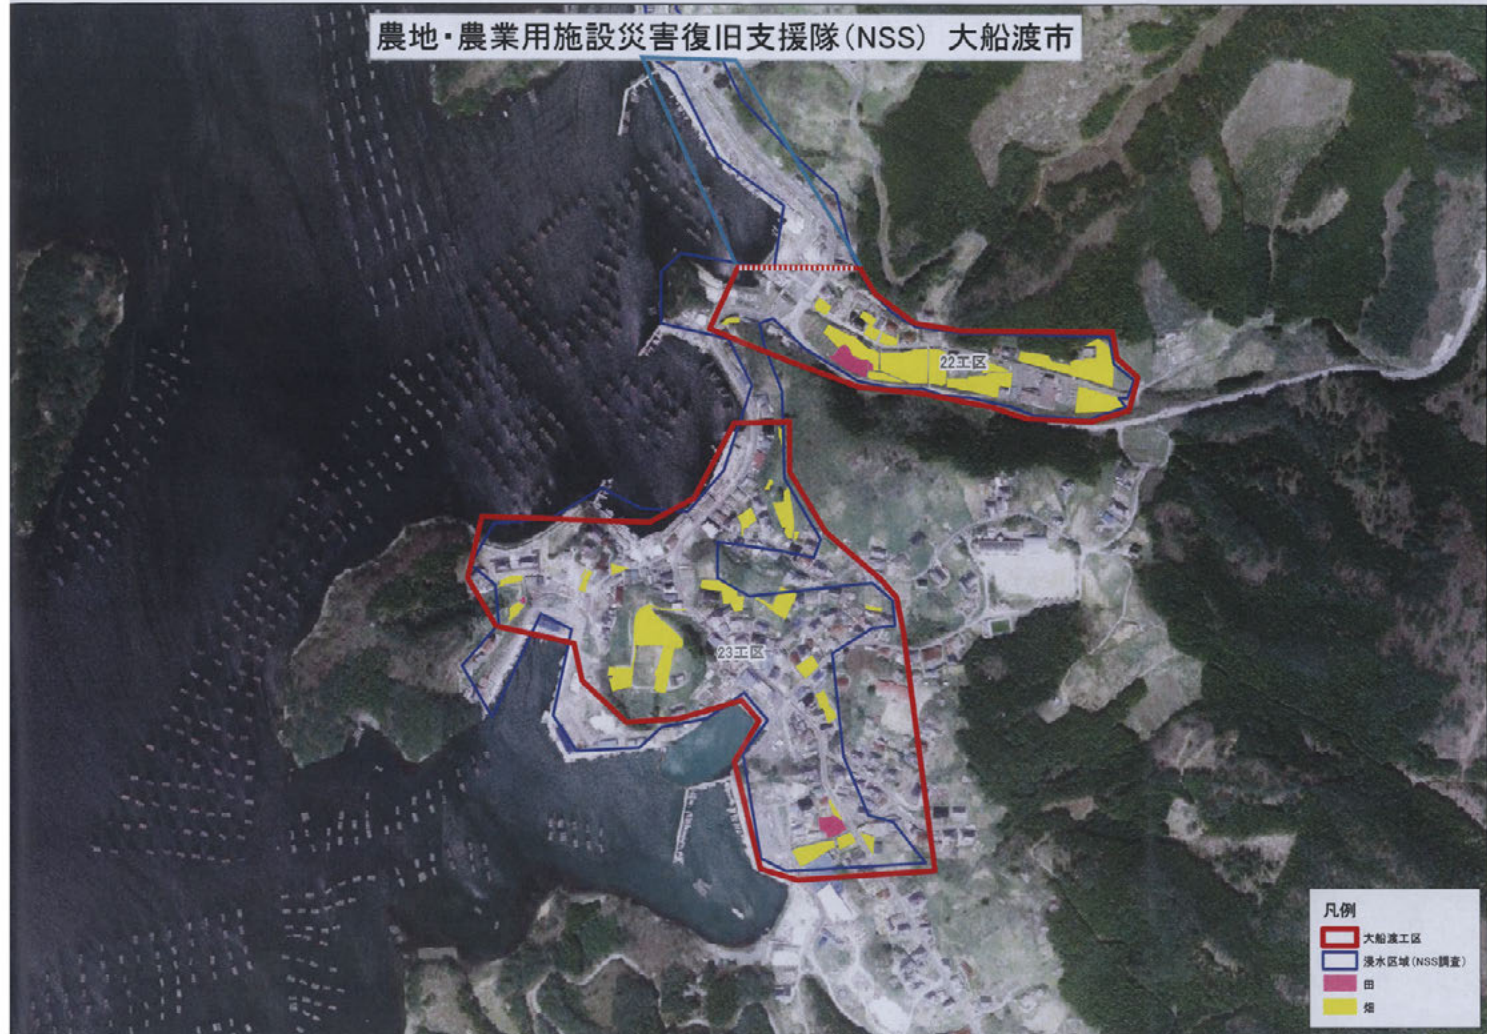 農地・農業用施設災害復旧支援隊(NSS) 大船渡市
22工区
23工区
凡例
大船渡工区
浸水区域(NSS調査)
田
畑